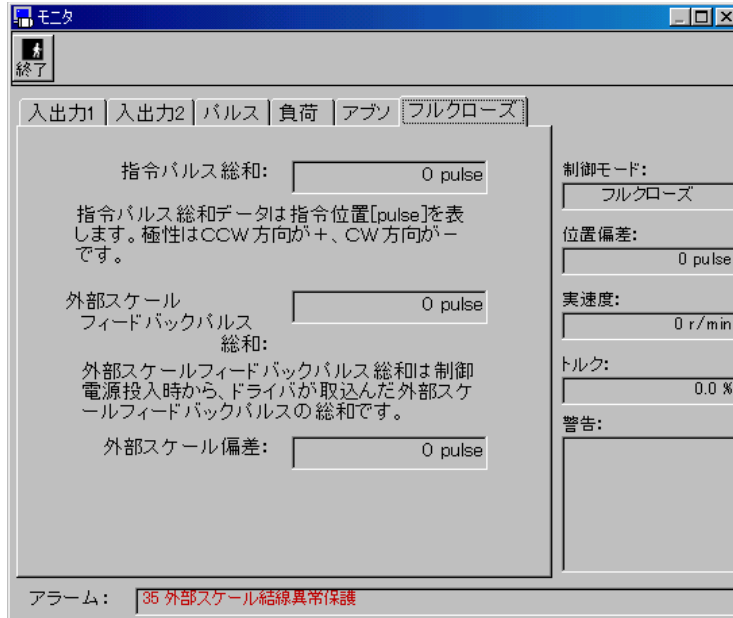 モニタ
終了
入出力1 入出力2 パルス 負荷 アブソ フルクローズ
指令パルス総和: 0 pulse
指令パルス総和データは指令位置[pulse]を表
します。極性はCCW方向が+、CW方向が-
です。
外部スケール
フィードバックパルス
総和:
0 pulse
外部スケールフィードバックパルス総和は制御
電源投入時から、ドライバが取込んだ外部スケ
ールフィードバックパルスの総和です。
外部スケール偏差: 0 pulse
制御モード:
フルクローズ
位置偏差:
0 pulse
実速度:
0 r/min
トルク:
0.0 %
警告:
アラーム: 35 外部スケール結線異常保護